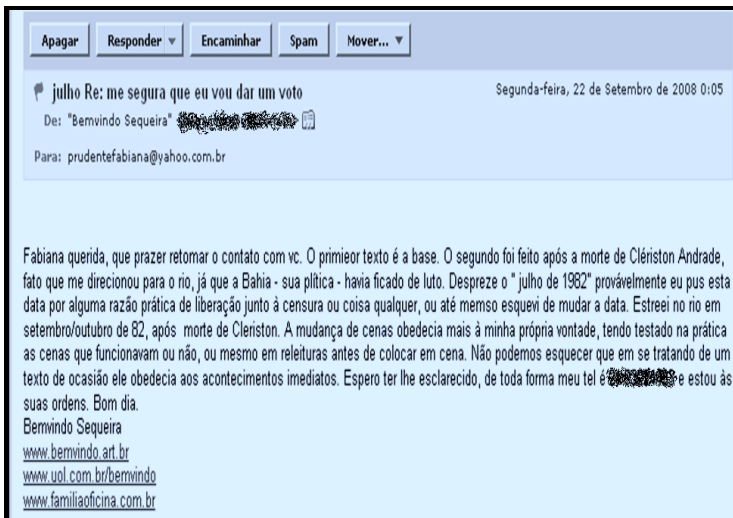 Apagar Responder Encaminhar Spam Mover...
julho Re: me segura que eu vou dar um voto Segunda-feira, 22 de Setembro de 2008 0:05
De: "Bemvindo Sequeira"
Para: prudentefabiana@yahoo.com.br
Fabiana querida, que prazer retomar o contato com vc. O primieor texto é a base. O segundo foi feito após a morte de Clériston Andrade,
fato que me direcionou para o rio, já que a Bahia - sua plítica - havia ficado de luto. Despreze o " julho de 1982" provávelmente eu pus esta
data por alguma razão prática de liberação junto à censura ou coisa qualquer, ou até memso esquevi de mudar a data. Estreei no rio em
setembro/outubro de 82, após morte de Cleriston. A mudança de cenas obedecia mais à minha própria vontade, tendo testado na prática
as cenas que funcionavam ou não, ou mesmo em releituras antes de colocar em cena. Não podemos esquecer que em se tratando de um
texto de ocasião ele obedecia aos acontecimentos imediatos. Espero ter lhe esclarecido, de toda forma meu tel é e estou às
suas ordens. Bom dia.
Bemvindo Sequeira
www.bemvindo.art.br
www.uol.com.br/bemvindo
www.familiaoficina.com.br